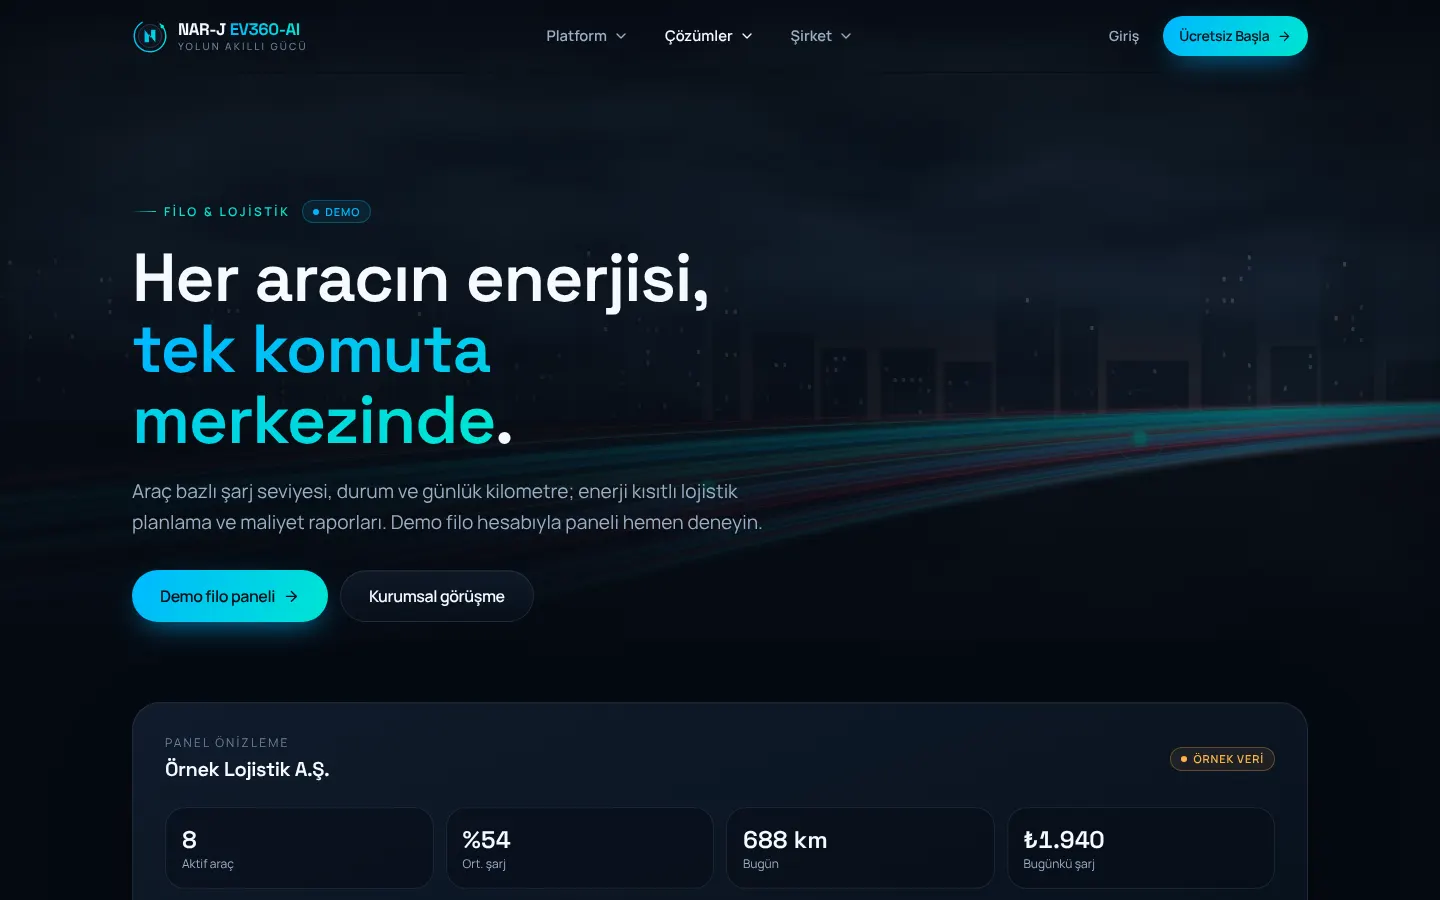 NAR-J EV360-AI
YOLUN AKILLI GÜCÜ
Platform
Çözümler
Şirket
Giriş
Ücretsiz Başla →
FİLO & LOJİSTİK
DEMO
Her aracın enerjisi,
tek komuta
merkezinde.
Araç bazlı şarj seviyesi, durum ve günlük kilometre; enerji kısıtlı lojistik
planlama ve maliyet raporları. Demo filo hesabıyla paneli hemen deneyin.
Demo filo paneli →
Kurumsal görüşme
PANEL ÖNİZLEME
Örnek Lojistik A.Ş.
ÖRNEK VERİ
8
Aktif araç
%54
Ort. şarj
688 km
Bugün
₺1.940
Bugünkü şarj